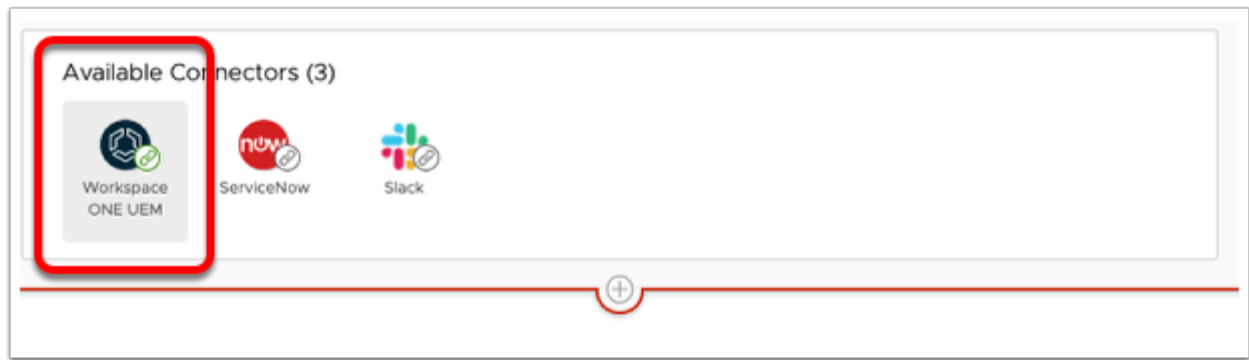 Available Connectors (3)
now
Workspace
ONE UEM
ServiceNow
Slack